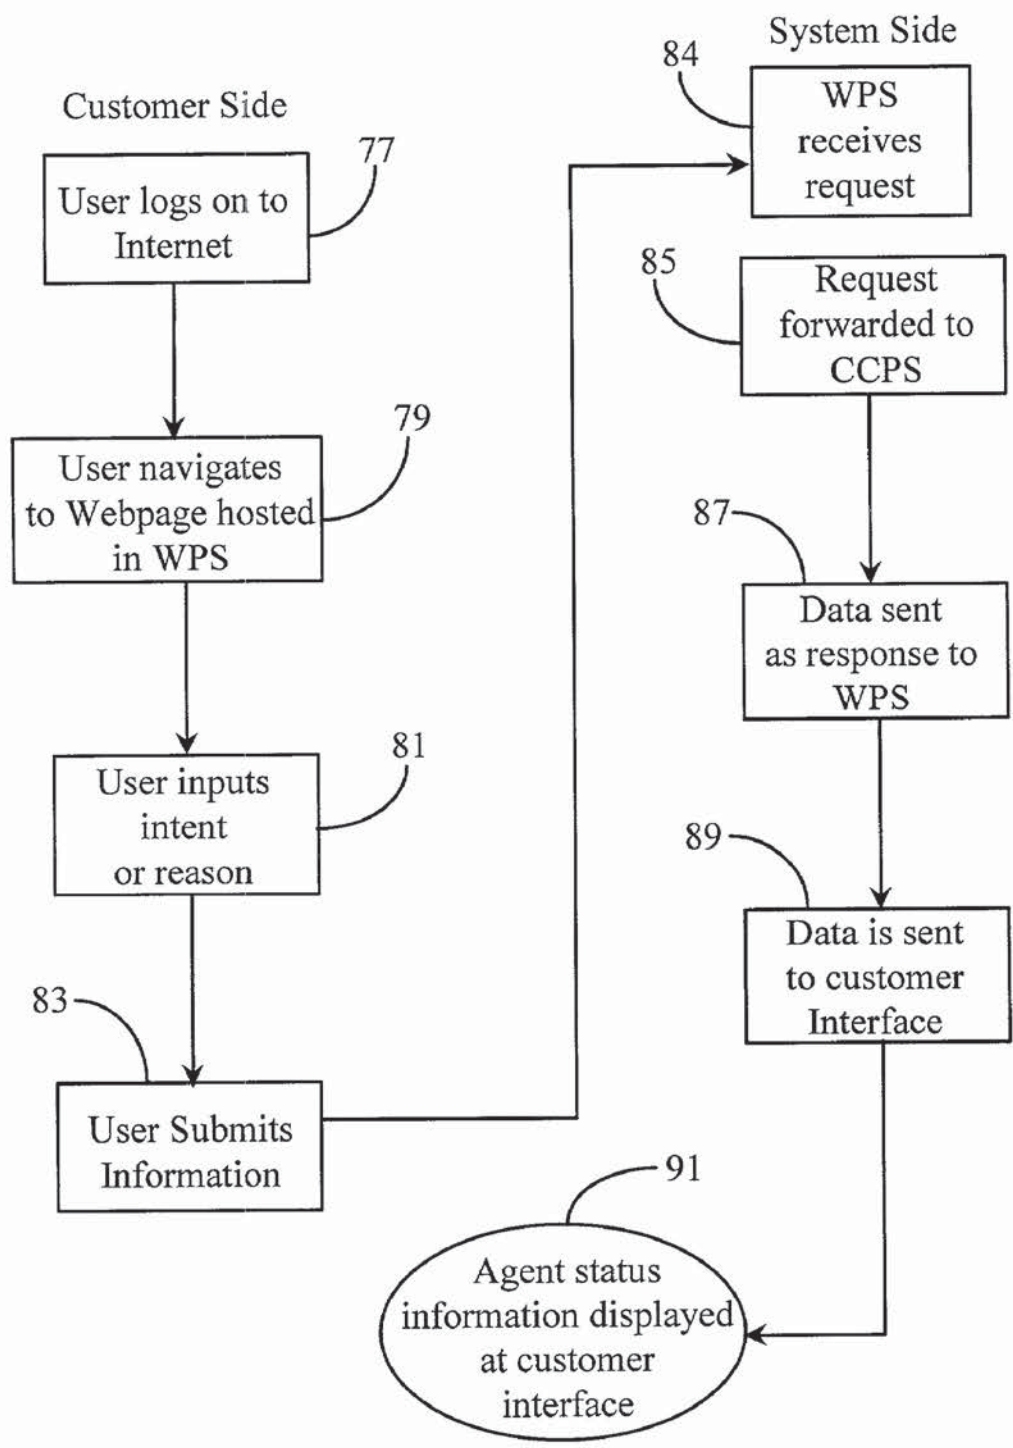 Customer Side
77
User logs on to
Internet
79
User navigates
to Webpage hosted
in WPS
81
User inputs
intent
or reason
83
User Submits
Information
System Side
84
WPS
receives
request
85
Request
forwarded to
CCPS
87
Data sent
as response to
WPS
89
Data is sent
to customer
Interface
91
Agent status
information displayed
at customer
interface